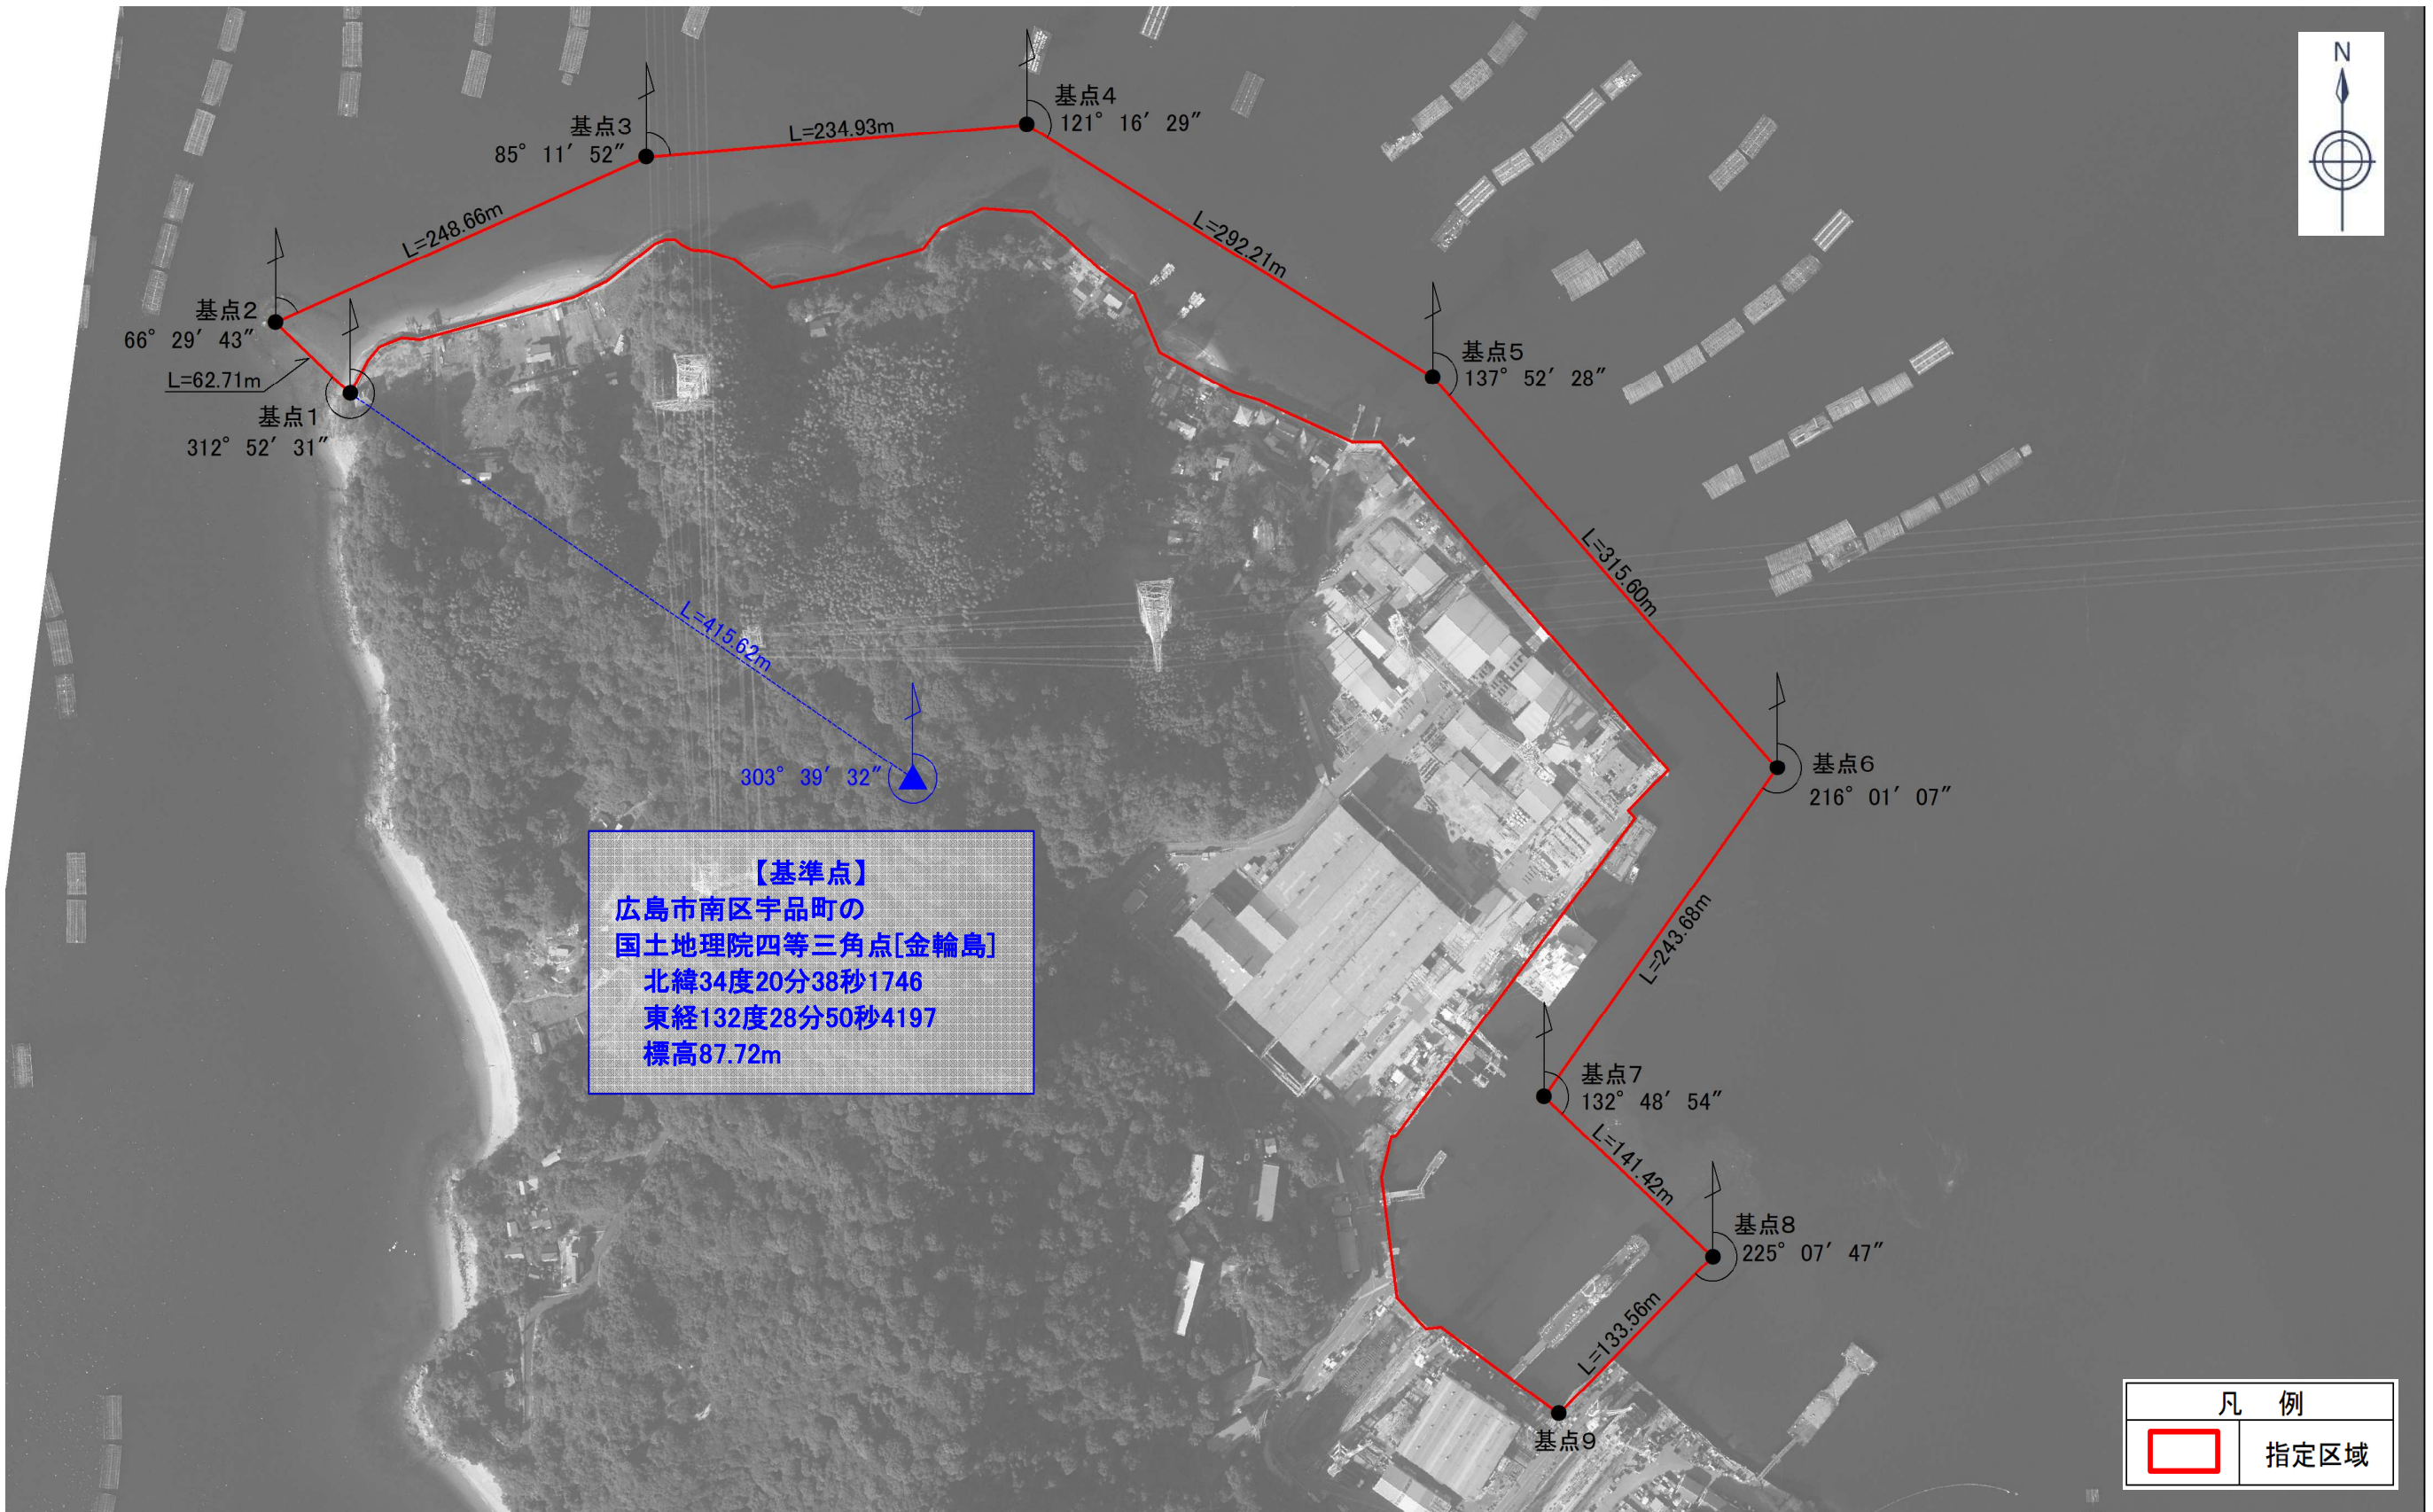 N
基点4
121° 16′ 29″
基点3
85° 11′ 52″
L=234.93m
L=248.66m
L=292.21m
基点2
66° 29′ 43″
L=62.71m
基点1
312° 52′ 31″
基点5
137° 52′ 28″
L=315.60m
L=415.62m
303° 39′ 32″
基点6
216° 01′ 07″
【基準点】
広島市南区宇品町の
国土地理院四等三角点[金輪島]
北緯34度20分38秒1746
東経132度28分50秒4197
標高87.72m
L=243.68m
基点7
132° 48′ 54″
L=141.42m
基点8
225° 07′ 47″
L=133.56m
基点9
凡 例
指定区域